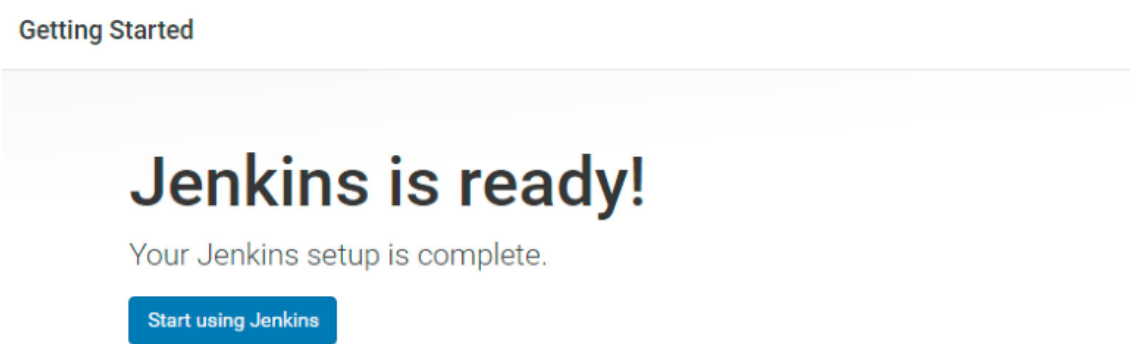 Getting Started
Jenkins is ready!
Your Jenkins setup is complete.
Start using Jenkins